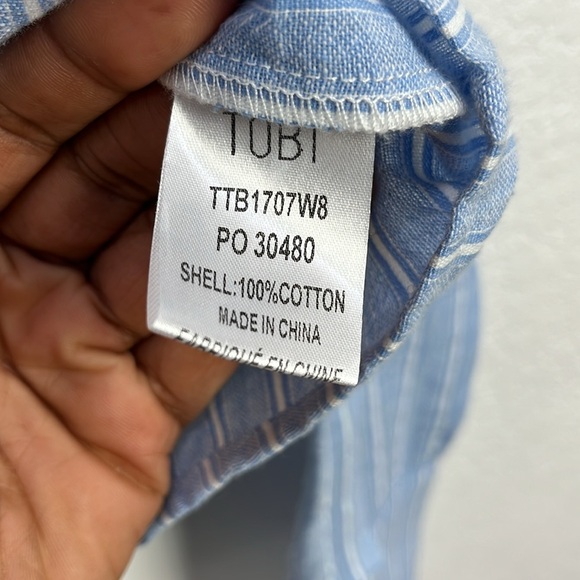 TOBI
TTB1707W8
PO 30480
SHELL:100%COTTON
MADE IN CHINA
FABRIQUÉ EN CHINE